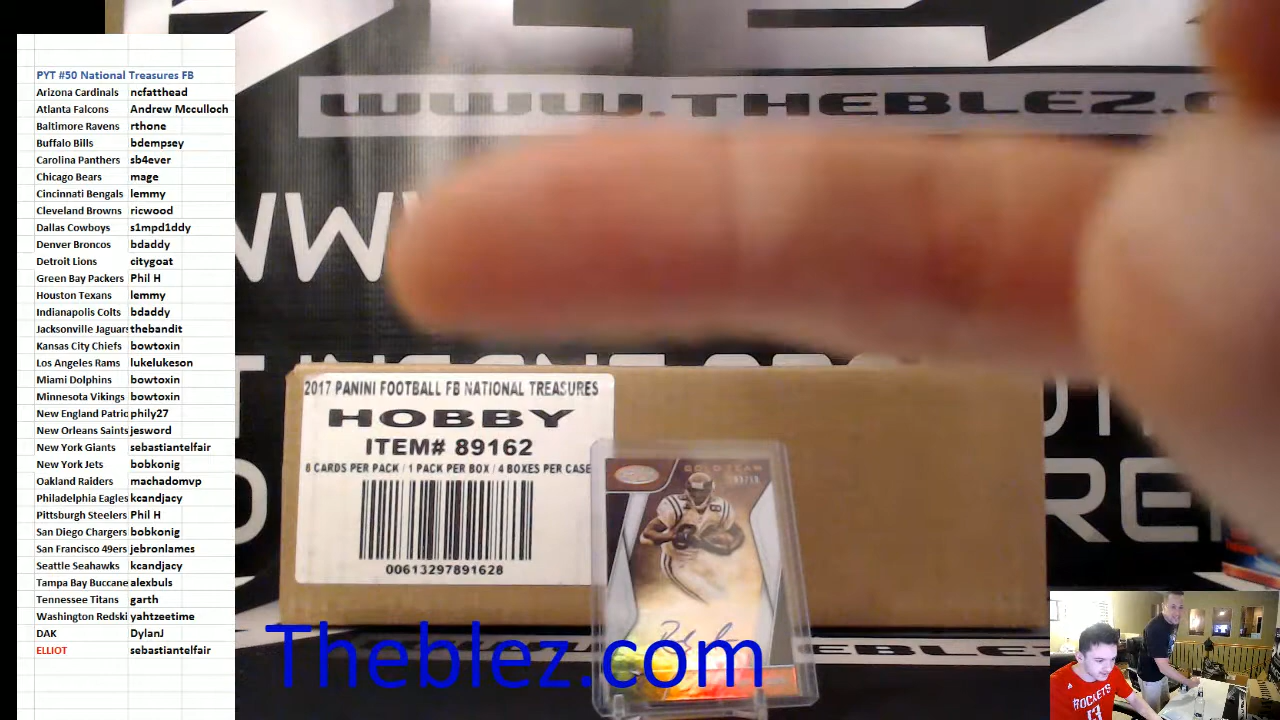 PYT #50 National Treasures FB
Arizona Cardinals ncfatthead
Atlanta Falcons Andrew Mcculloch
Baltimore Ravens rthone
Buffalo Bills bdempsey
Carolina Panthers sb4ever
Chicago Bears mage
Cincinnati Bengals lemmy
Cleveland Browns ricwood
Dallas Cowboys s1mpd1ddy
Denver Broncos bdaddy
Detroit Lions citygoat
Green Bay Packers Phil H
Houston Texans lemmy
Indianapolis Colts bdaddy
Jacksonville Jaguars thebandit
Kansas City Chiefs bowtoxin
Los Angeles Rams lukelukeson
Miami Dolphins bowtoxin
Minnesota Vikings bowtoxin
New England Patrio phily27
New Orleans Saints jesword
New York Giants sebastiantelfair
New York Jets bobkonig
Oakland Raiders machadomvp
Philadelphia Eagles kcandjacy
Pittsburgh Steelers Phil H
San Diego Chargers bobkonig
San Francisco 49ers jebronlames
Seattle Seahawks kcandjacy
Tampa Bay Buccane alexbuls
Tennessee Titans garth
Washington Redski yahtzeetime
DAK DylanJ
ELLIOT sebastiantelfair
WWW.THEBLEZ.C
2017 PANINI FOOTBALL FB NATIONAL TREASURES
HOBBY
ITEM# 89162
8 CARDS PER PACK / 1 PACK PER BOX / 4 BOXES PER CASE
00613297891628
GOLD TEAM
Theblez.com
THEBLEZ.CO
ROCKETS
13